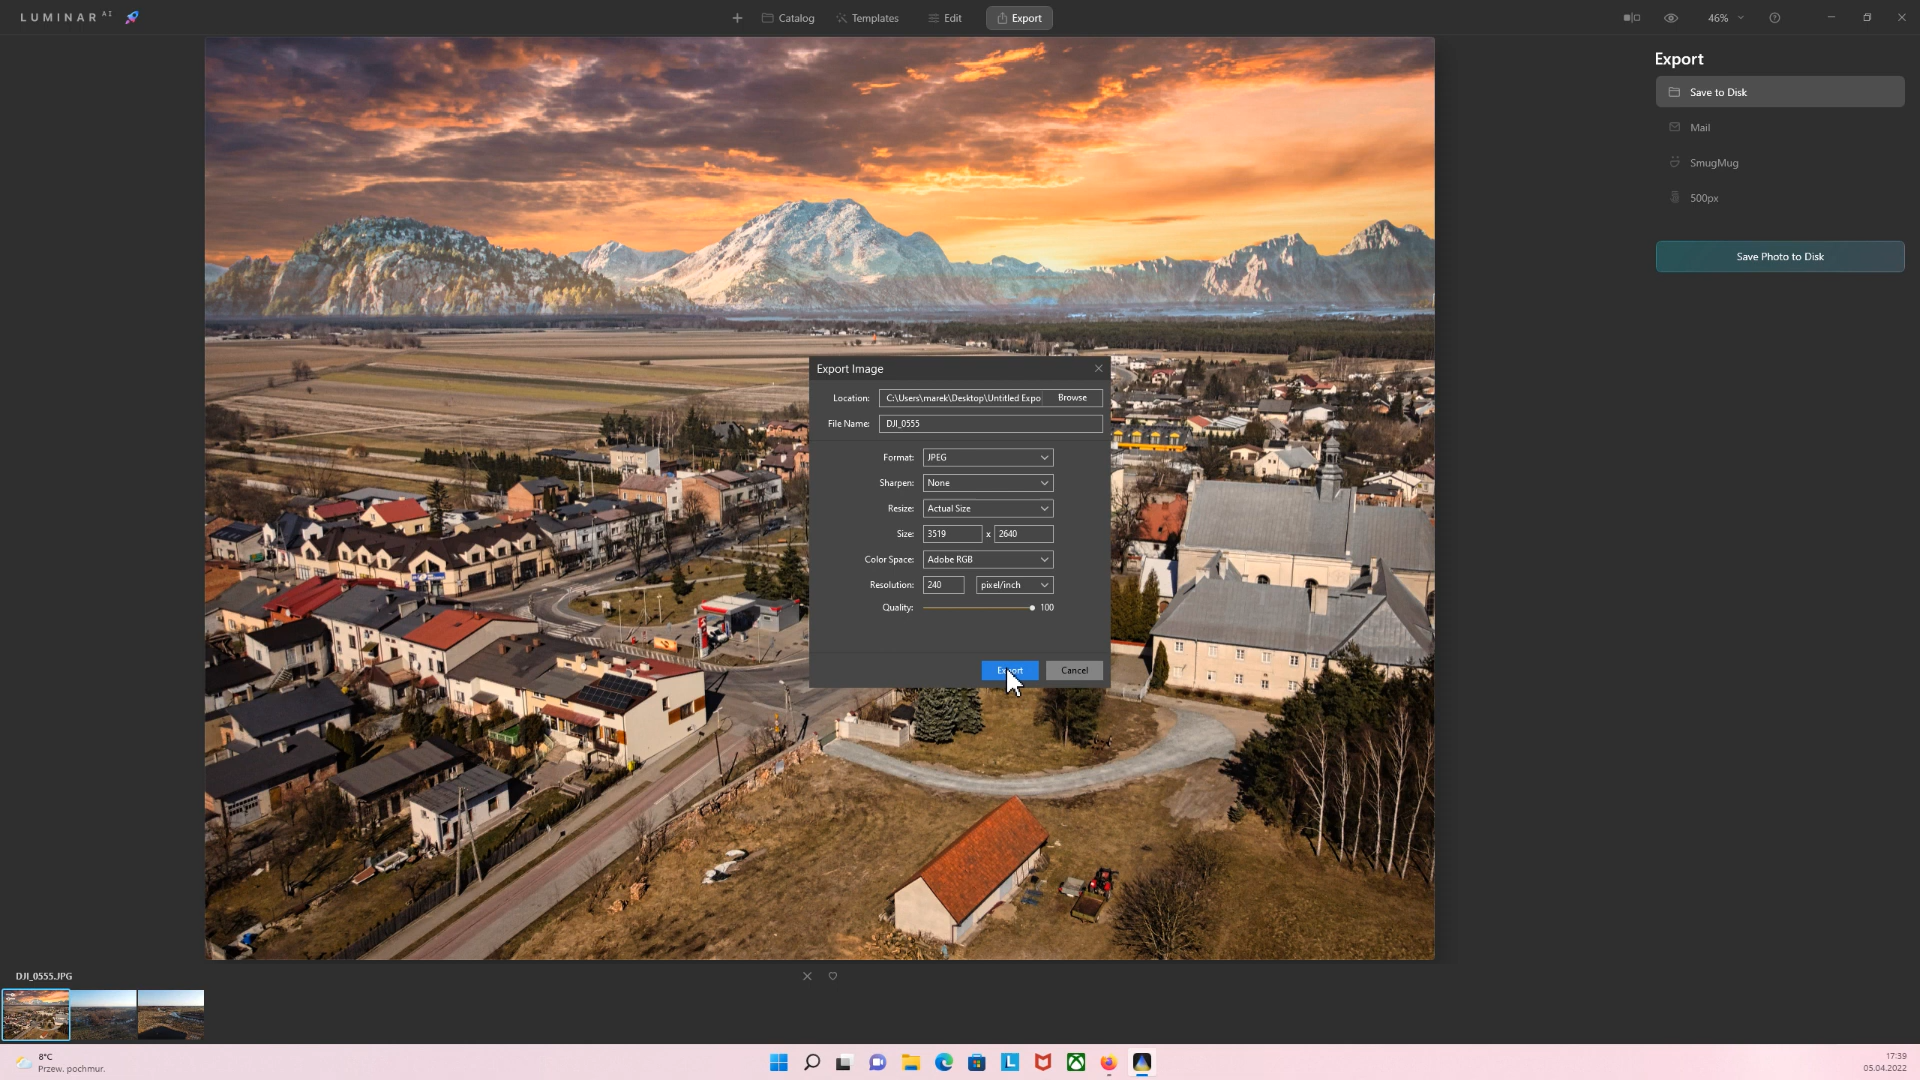 LUMINAR AI
Catalog
Templates
Edit
Export
46%
Export
Save to Disk
Mail
SmugMug
500px
Save Photo to Disk
Export Image
Location: C:\Users\marek\Desktop\Untitled Expo Browse
File Name: DJI_0555
Format: JPEG
Sharpen: None
Resize: Actual Size
Size: 3519 x 2640
Color Space: Adobe RGB
Resolution: 240 pixel/inch
Quality: 100
Export Cancel
DJI_0555.JPG
8°C
Przew. pochmur.
17:39
05.04.2022